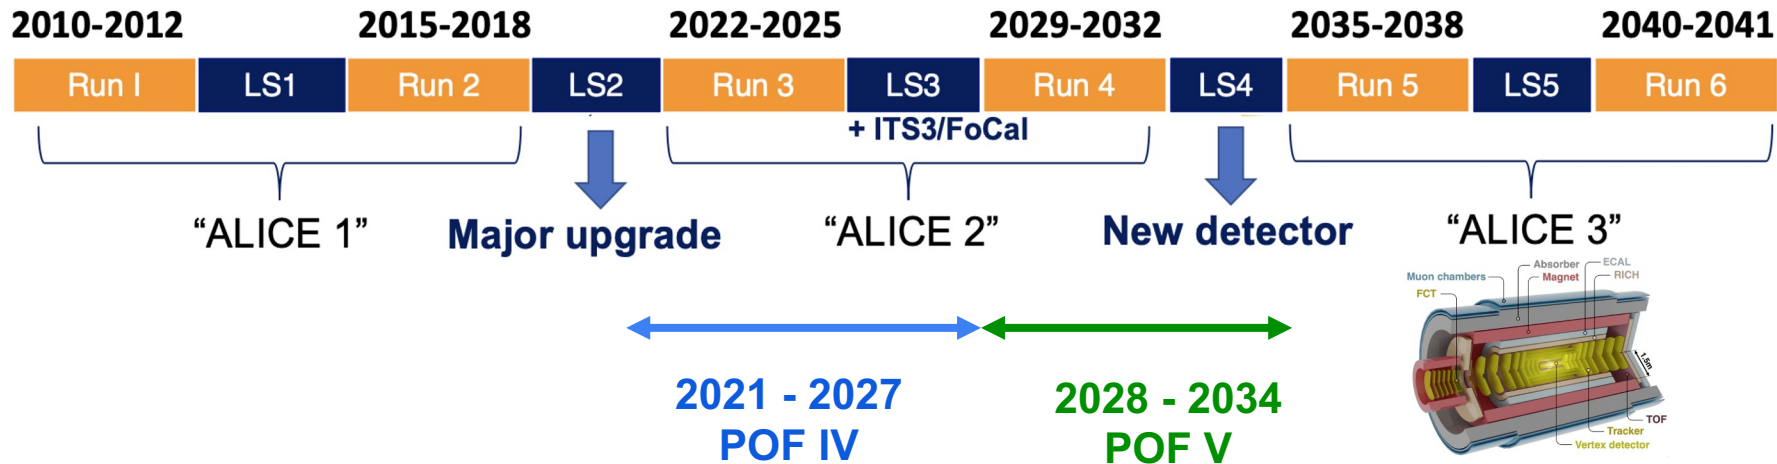 2010-2012 2015-2018 2022-2025 2029-2032 2035-2038 2040-2041
Run I LS1 Run 2 LS2 Run 3 LS3 Run 4 LS4 Run 5 LS5 Run 6
+ ITS3/FoCal
“ALICE 1” Major upgrade “ALICE 2” New detector “ALICE 3”
Absorber ECAL
Muon chambers Magnet RICH
FCT
1.5m
2021 - 2027 2028 - 2034
POF IV POF V
TOF
Tracker
Vertex detector